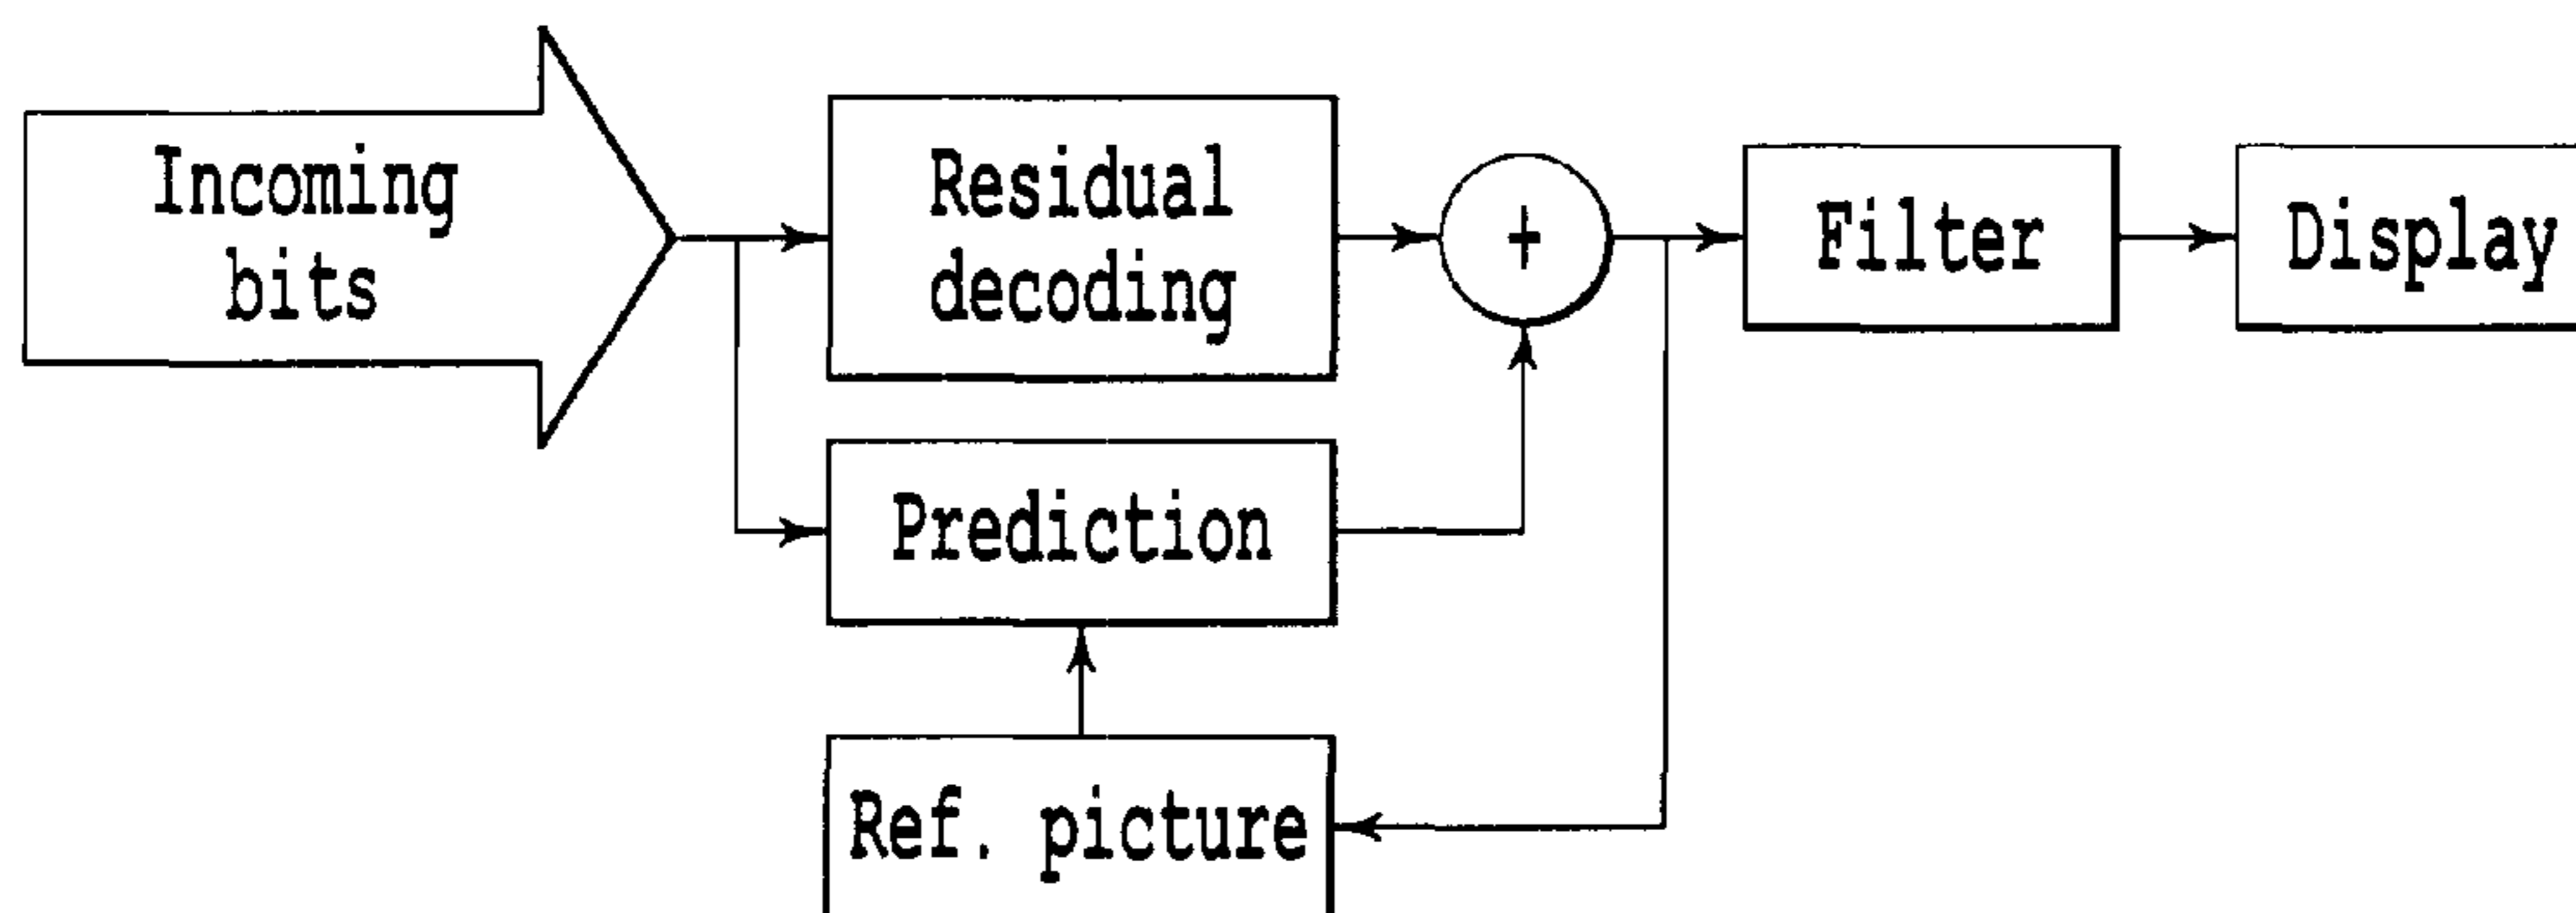 Incoming
bits
Residual
decoding
+
Filter
Display
Prediction
Ref. picture